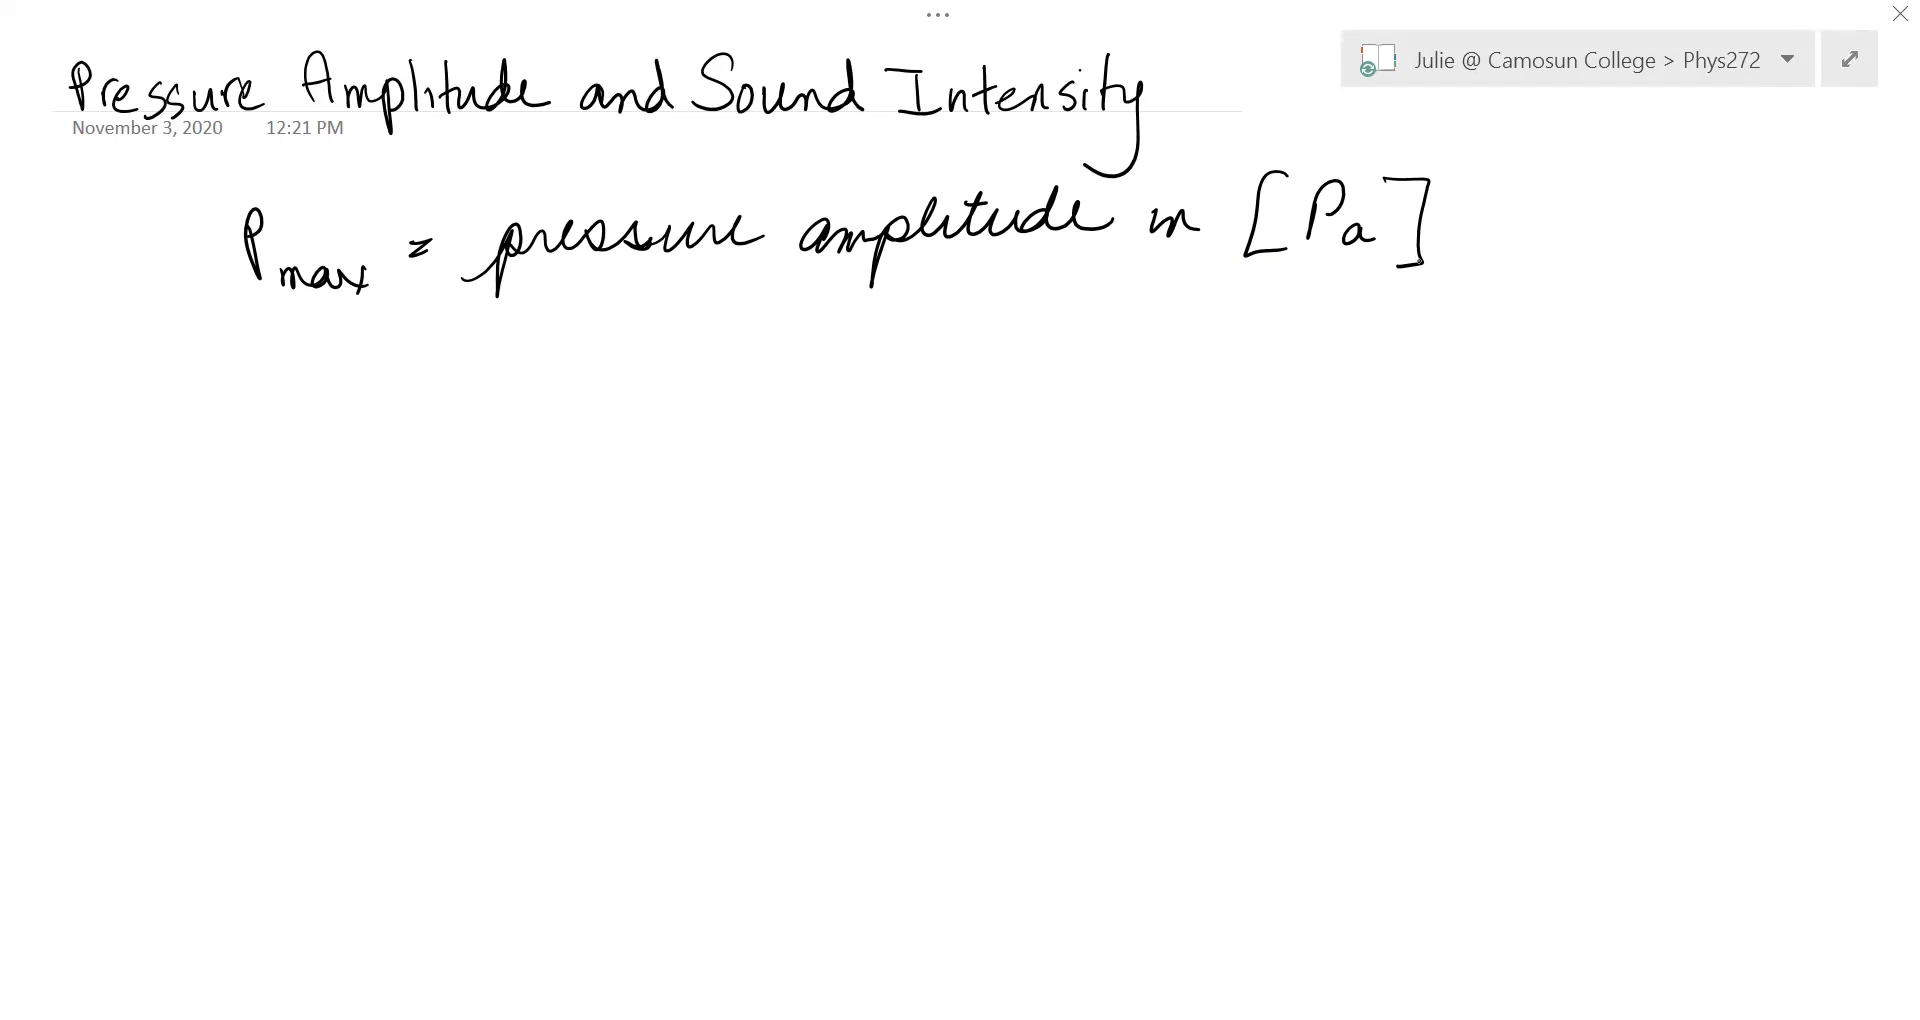 Julie @ Camosun College > Phys272
Pressure Amplitude and Sound Intensity
November 3, 2020 12:21 PM
Pmax = pressure amplitude in [Pa]